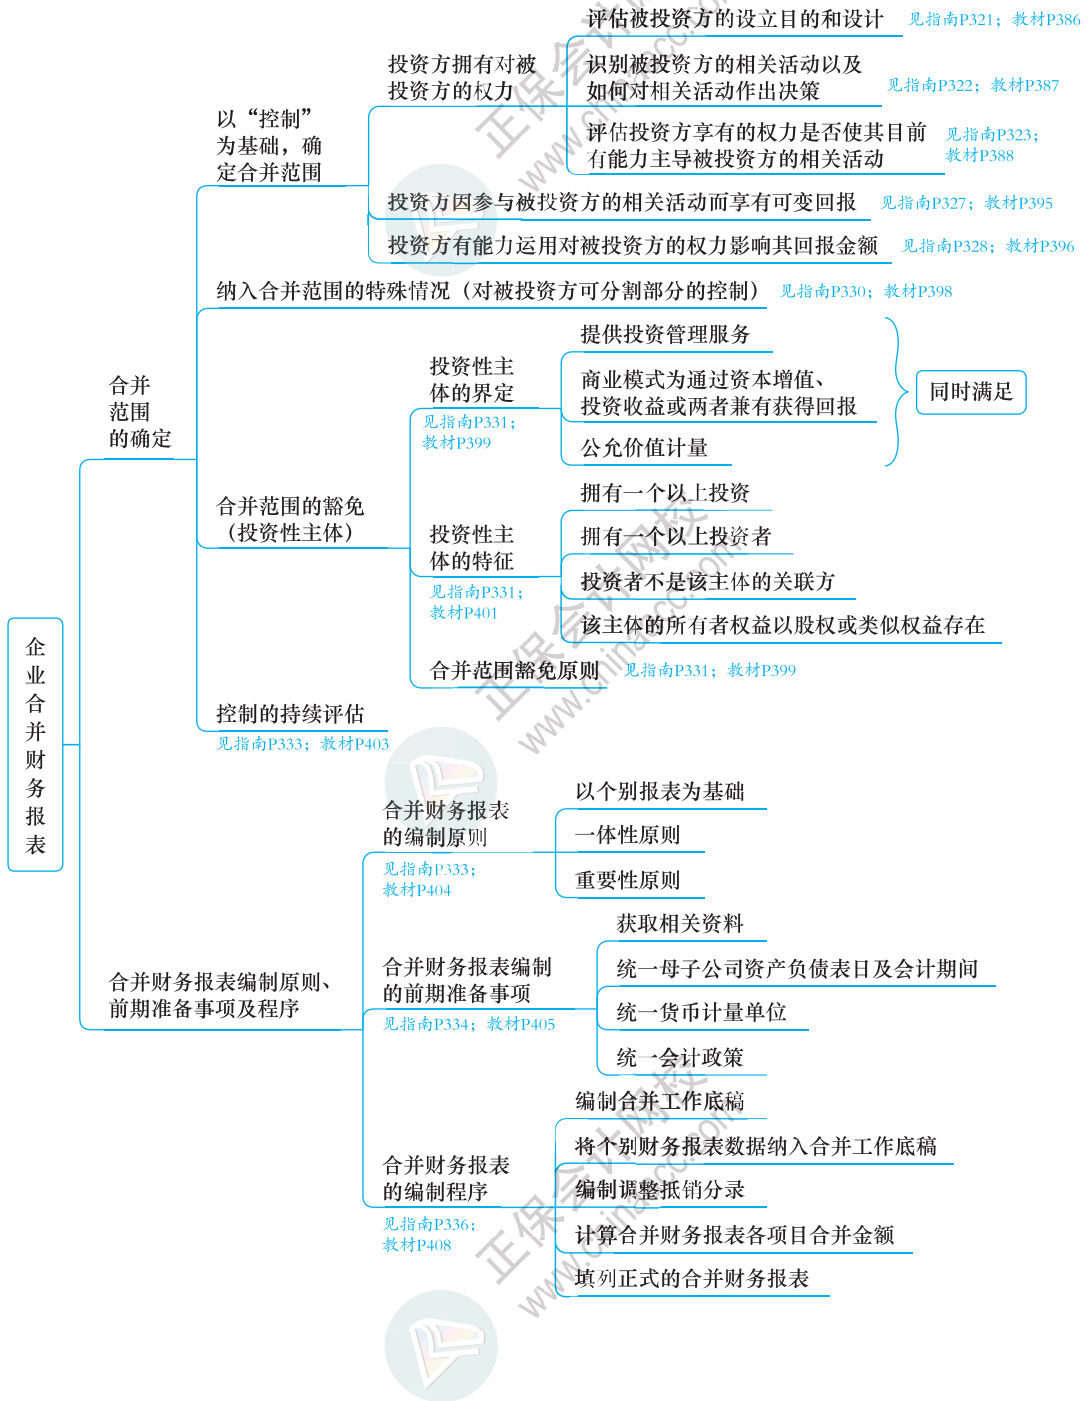 评估被投资方的设立目的和设计 见指南P321；教材P386
投资方拥有对被
投资方的权力
识别被投资方的相关活动以及
如何对相关活动作出决策
见指南P322；教材P387
以“控制”
为基础，确
定合并范围
评估投资方享有的权力是否使其目前
有能力主导被投资方的相关活动
见指南P323；
教材P388
投资方因参与被投资方的相关活动而享有可变回报 见指南P327；教材P395
投资方有能力运用对被投资方的权力影响其回报金额 见指南P328；教材P396
纳入合并范围的特殊情况（对被投资方可分割部分的控制） 见指南P330；教材P398
合并
范围
的确定
投资性主
体的界定
见指南P331；
教材P399
提供投资管理服务
商业模式为通过资本增值、
投资收益或两者兼有获得回报
公允价值计量
同时满足
合并范围的豁免
（投资性主体）
投资性主
体的特征
见指南P331；
教材P401
拥有一个以上投资
拥有一个以上投资者
投资者不是该主体的关联方
该主体的所有者权益以股权或类似权益存在
合并范围豁免原则 见指南P331；教材P399
控制的持续评估
见指南P333；教材P403
企业合并财务报表
合并财务报表
的编制原则
见指南P333；
教材P404
以个别报表为基础
一体性原则
重要性原则
合并财务报表编制原则、
前期准备事项及程序
合并财务报表编制
的前期准备事项
见指南P334；教材P405
获取相关资料
统一母子公司资产负债表日及会计期间
统一货币计量单位
统一会计政策
合并财务报表
的编制程序
见指南P336；
教材P408
编制合并工作底稿
将个别财务报表数据纳入合并工作底稿
编制调整抵销分录
计算合并财务报表各项目合并金额
填列正式的合并财务报表
正保会计网校
www.chinaacc.com
正保会计网校
www.chinaacc.com
正保会计网校
www.chinaacc.com